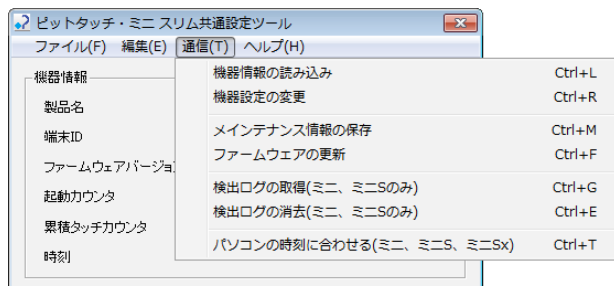 ピットタッチ・ミニ スリム共通設定ツール
ファイル(F) 編集(E) 通信(T) ヘルプ(H)
機器情報
製品名
端末ID
ファームウェアバージョ
起動カウンタ
累積タッチカウンタ
時刻
機器情報の読み込み Ctrl+L
機器設定の変更 Ctrl+R
メインテナンス情報の保存 Ctrl+M
ファームウェアの更新 Ctrl+F
検出ログの取得(ミニ、ミニSのみ) Ctrl+G
検出ログの消去(ミニ、ミニSのみ) Ctrl+E
パソコンの時刻に合わせる(ミニ、ミニS、ミニSx) Ctrl+T